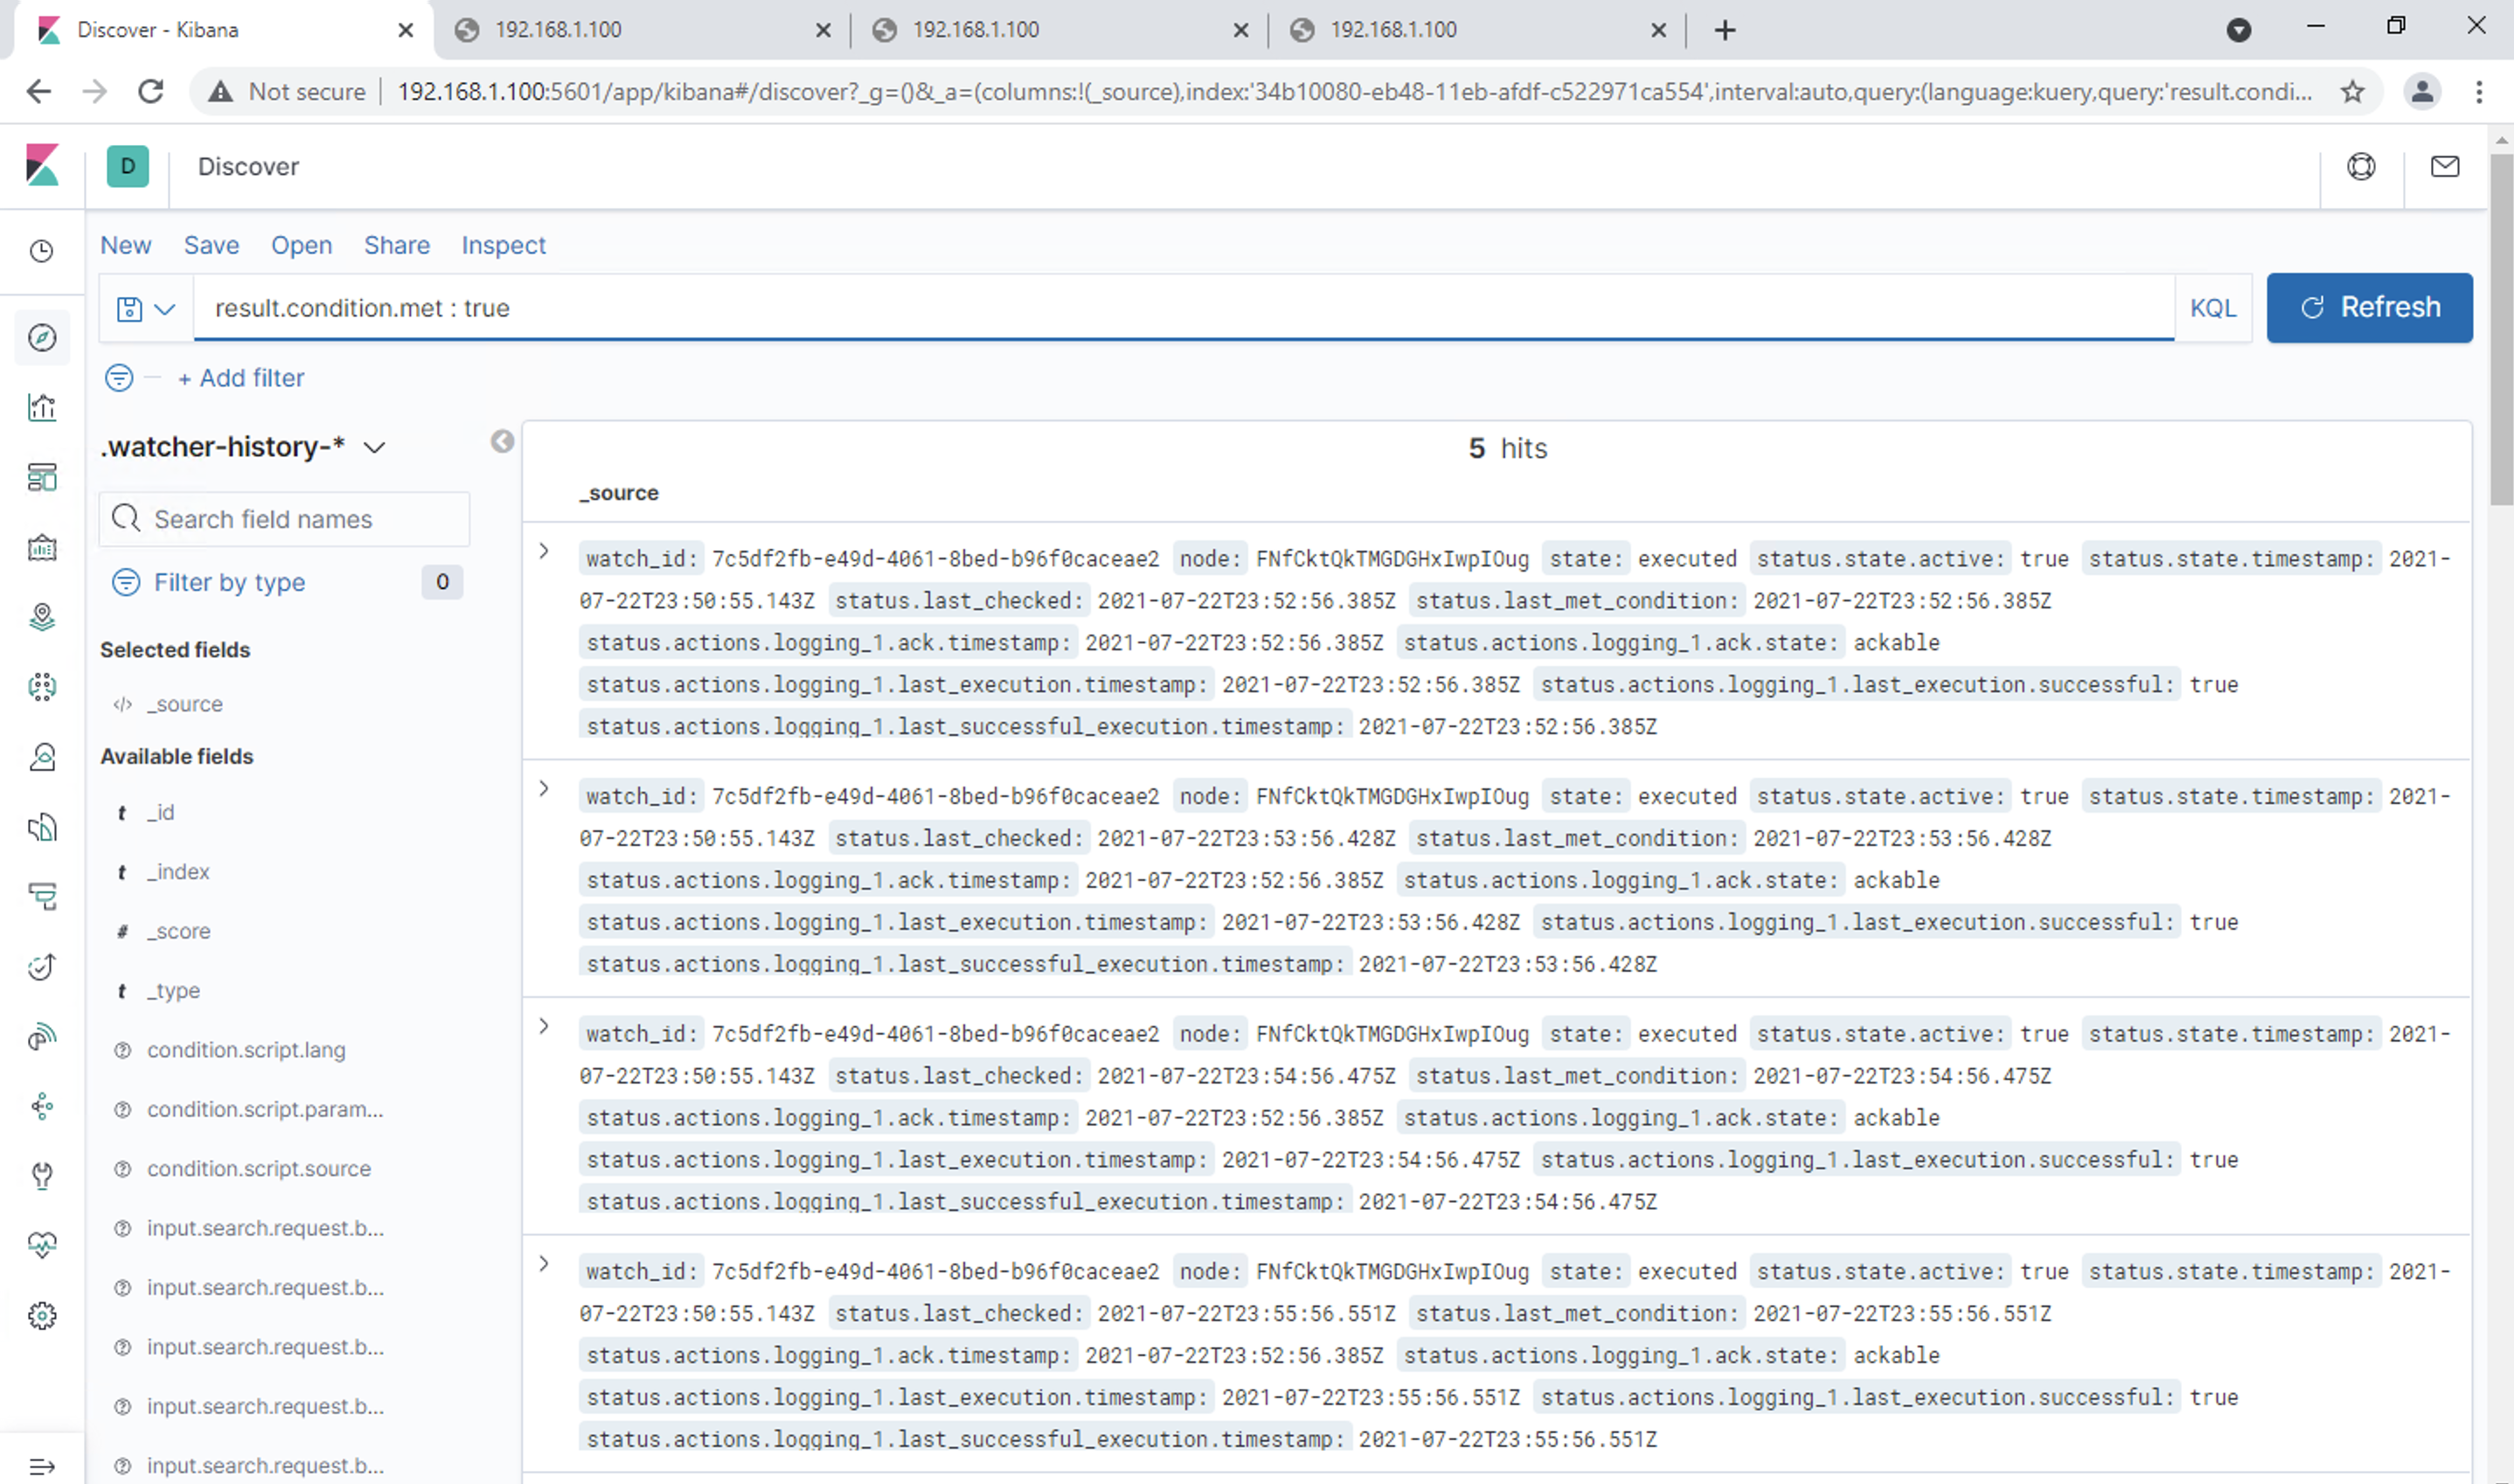 Discover - Kibana
192.168.1.100
192.168.1.100
192.168.1.100
Not secure
192.168.1.100:5601/app/kibana#/discover?_g=()&_a=(columns:!(_source),index:'34b10080-eb48-11eb-afdf-c522971ca554',interval:auto,query:(language:kuery,query:'result.condi...
D
Discover
New Save Open Share Inspect
result.condition.met : true
KQL
Refresh
+ Add filter
.watcher-history-*
Search field names
Filter by type 0
Selected fields
_source
Available fields
t _id
t _index
# _score
t _type
condition.script.lang
condition.script.param...
condition.script.source
input.search.request.b...
input.search.request.b...
input.search.request.b...
input.search.request.b...
input.search.request.b...
5 hits
_source
watch_id: 7c5df2fb-e49d-4061-8bed-b96f0caceae2 node: FNfCktQkTMGDGHxIwpIOug state: executed status.state.active: true status.state.timestamp: 2021-
07-22T23:50:55.143Z status.last_checked: 2021-07-22T23:52:56.385Z status.last_met_condition: 2021-07-22T23:52:56.385Z
status.actions.logging_1.ack.timestamp: 2021-07-22T23:52:56.385Z status.actions.logging_1.ack.state: ackable
status.actions.logging_1.last_execution.timestamp: 2021-07-22T23:52:56.385Z status.actions.logging_1.last_execution.successful: true
status.actions.logging_1.last_successful_execution.timestamp: 2021-07-22T23:52:56.385Z
watch_id: 7c5df2fb-e49d-4061-8bed-b96f0caceae2 node: FNfCktQkTMGDGHxIwpIOug state: executed status.state.active: true status.state.timestamp: 2021-
07-22T23:50:55.143Z status.last_checked: 2021-07-22T23:53:56.428Z status.last_met_condition: 2021-07-22T23:53:56.428Z
status.actions.logging_1.ack.timestamp: 2021-07-22T23:52:56.385Z status.actions.logging_1.ack.state: ackable
status.actions.logging_1.last_execution.timestamp: 2021-07-22T23:53:56.428Z status.actions.logging_1.last_execution.successful: true
status.actions.logging_1.last_successful_execution.timestamp: 2021-07-22T23:53:56.428Z
watch_id: 7c5df2fb-e49d-4061-8bed-b96f0caceae2 node: FNfCktQkTMGDGHxIwpIOug state: executed status.state.active: true status.state.timestamp: 2021-
07-22T23:50:55.143Z status.last_checked: 2021-07-22T23:54:56.475Z status.last_met_condition: 2021-07-22T23:54:56.475Z
status.actions.logging_1.ack.timestamp: 2021-07-22T23:52:56.385Z status.actions.logging_1.ack.state: ackable
status.actions.logging_1.last_execution.timestamp: 2021-07-22T23:54:56.475Z status.actions.logging_1.last_execution.successful: true
status.actions.logging_1.last_successful_execution.timestamp: 2021-07-22T23:54:56.475Z
watch_id: 7c5df2fb-e49d-4061-8bed-b96f0caceae2 node: FNfCktQkTMGDGHxIwpIOug state: executed status.state.active: true status.state.timestamp: 2021-
07-22T23:50:55.143Z status.last_checked: 2021-07-22T23:55:56.551Z status.last_met_condition: 2021-07-22T23:55:56.551Z
status.actions.logging_1.ack.timestamp: 2021-07-22T23:52:56.385Z status.actions.logging_1.ack.state: ackable
status.actions.logging_1.last_execution.timestamp: 2021-07-22T23:55:56.551Z status.actions.logging_1.last_execution.successful: true
status.actions.logging_1.last_successful_execution.timestamp: 2021-07-22T23:55:56.551Z